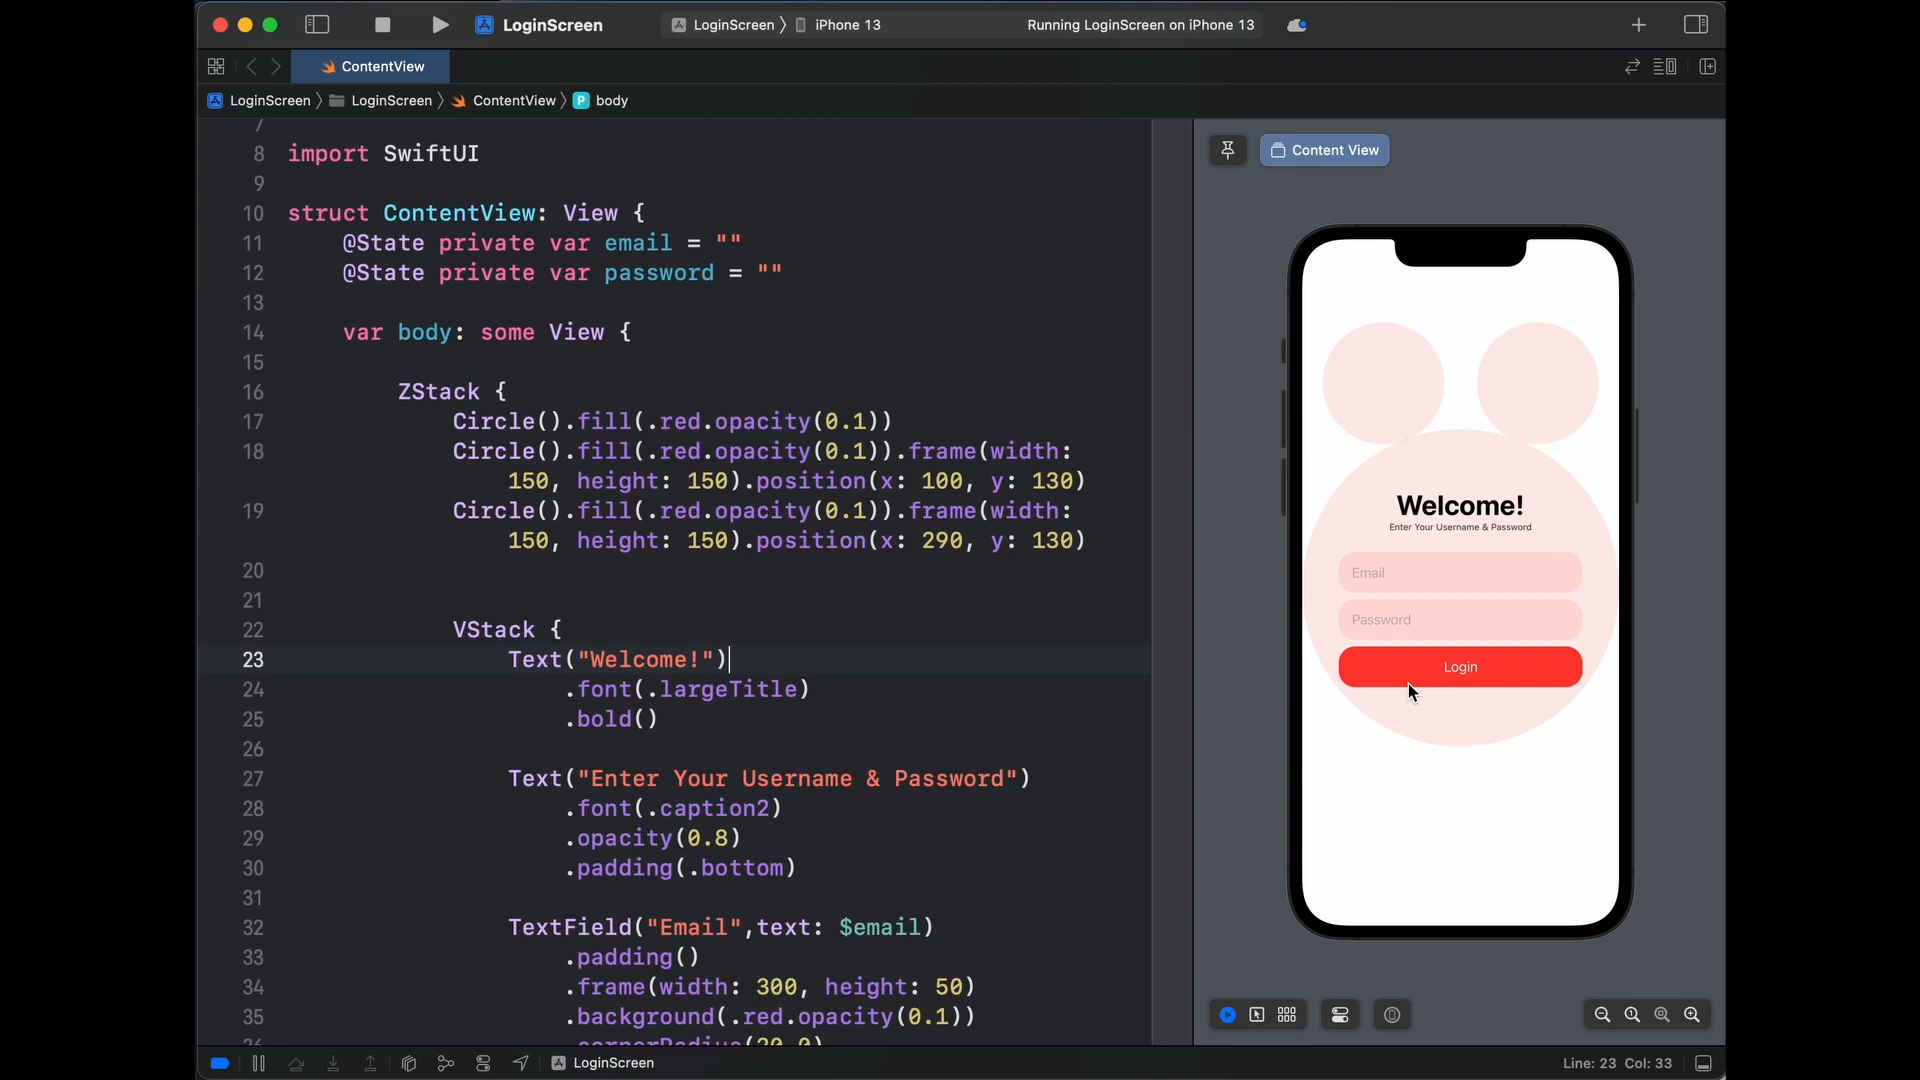 LoginScreen
LoginScreen 〉 iPhone 13
Running LoginScreen on iPhone 13
ContentView
LoginScreen 〉 LoginScreen 〉 ContentView 〉 P body
7
8 import SwiftUI
9
10 struct ContentView: View {
11 @State private var email = ""
12 @State private var password = ""
13
14 var body: some View {
15
16 ZStack {
17 Circle().fill(.red.opacity(0.1))
18 Circle().fill(.red.opacity(0.1)).frame(width:
150, height: 150).position(x: 100, y: 130)
19 Circle().fill(.red.opacity(0.1)).frame(width:
150, height: 150).position(x: 290, y: 130)
20
21
22 VStack {
23 Text("Welcome!")
24 .font(.largeTitle)
25 .bold()
26
27 Text("Enter Your Username & Password")
28 .font(.caption2)
29 .opacity(0.8)
30 .padding(.bottom)
31
32 TextField("Email",text: $email)
33 .padding()
34 .frame(width: 300, height: 50)
35 .background(.red.opacity(0.1))
Content View
Welcome!
Enter Your Username & Password
Email
Password
Login
LoginScreen
Line: 23 Col: 33